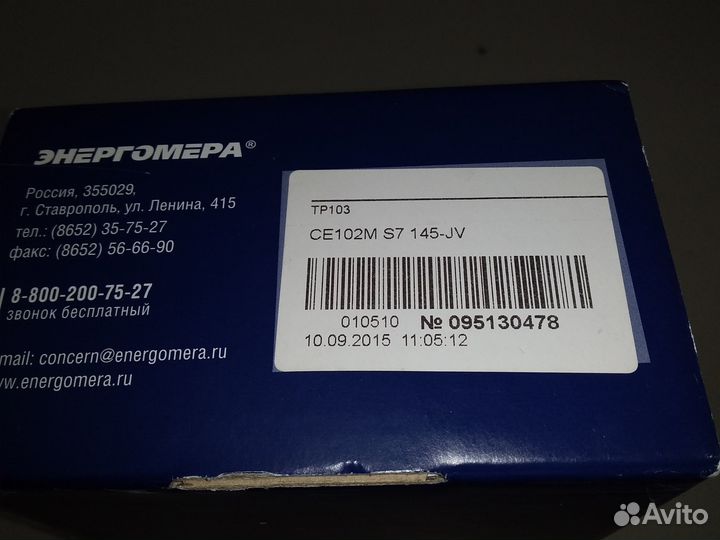 ЭНЕРГОМЕРА®
Россия, 355029,
г. Ставрополь, ул. Ленина, 415
тел.: (8652) 35-75-27
факс: (8652) 56-66-90
8-800-200-75-27
звонок бесплатный
mail: concern@energomera.ru
www.energomera.ru
ТР103
CE102M S7 145-JV
010510 № 095130478
10.09.2015 11:05:12
Avito